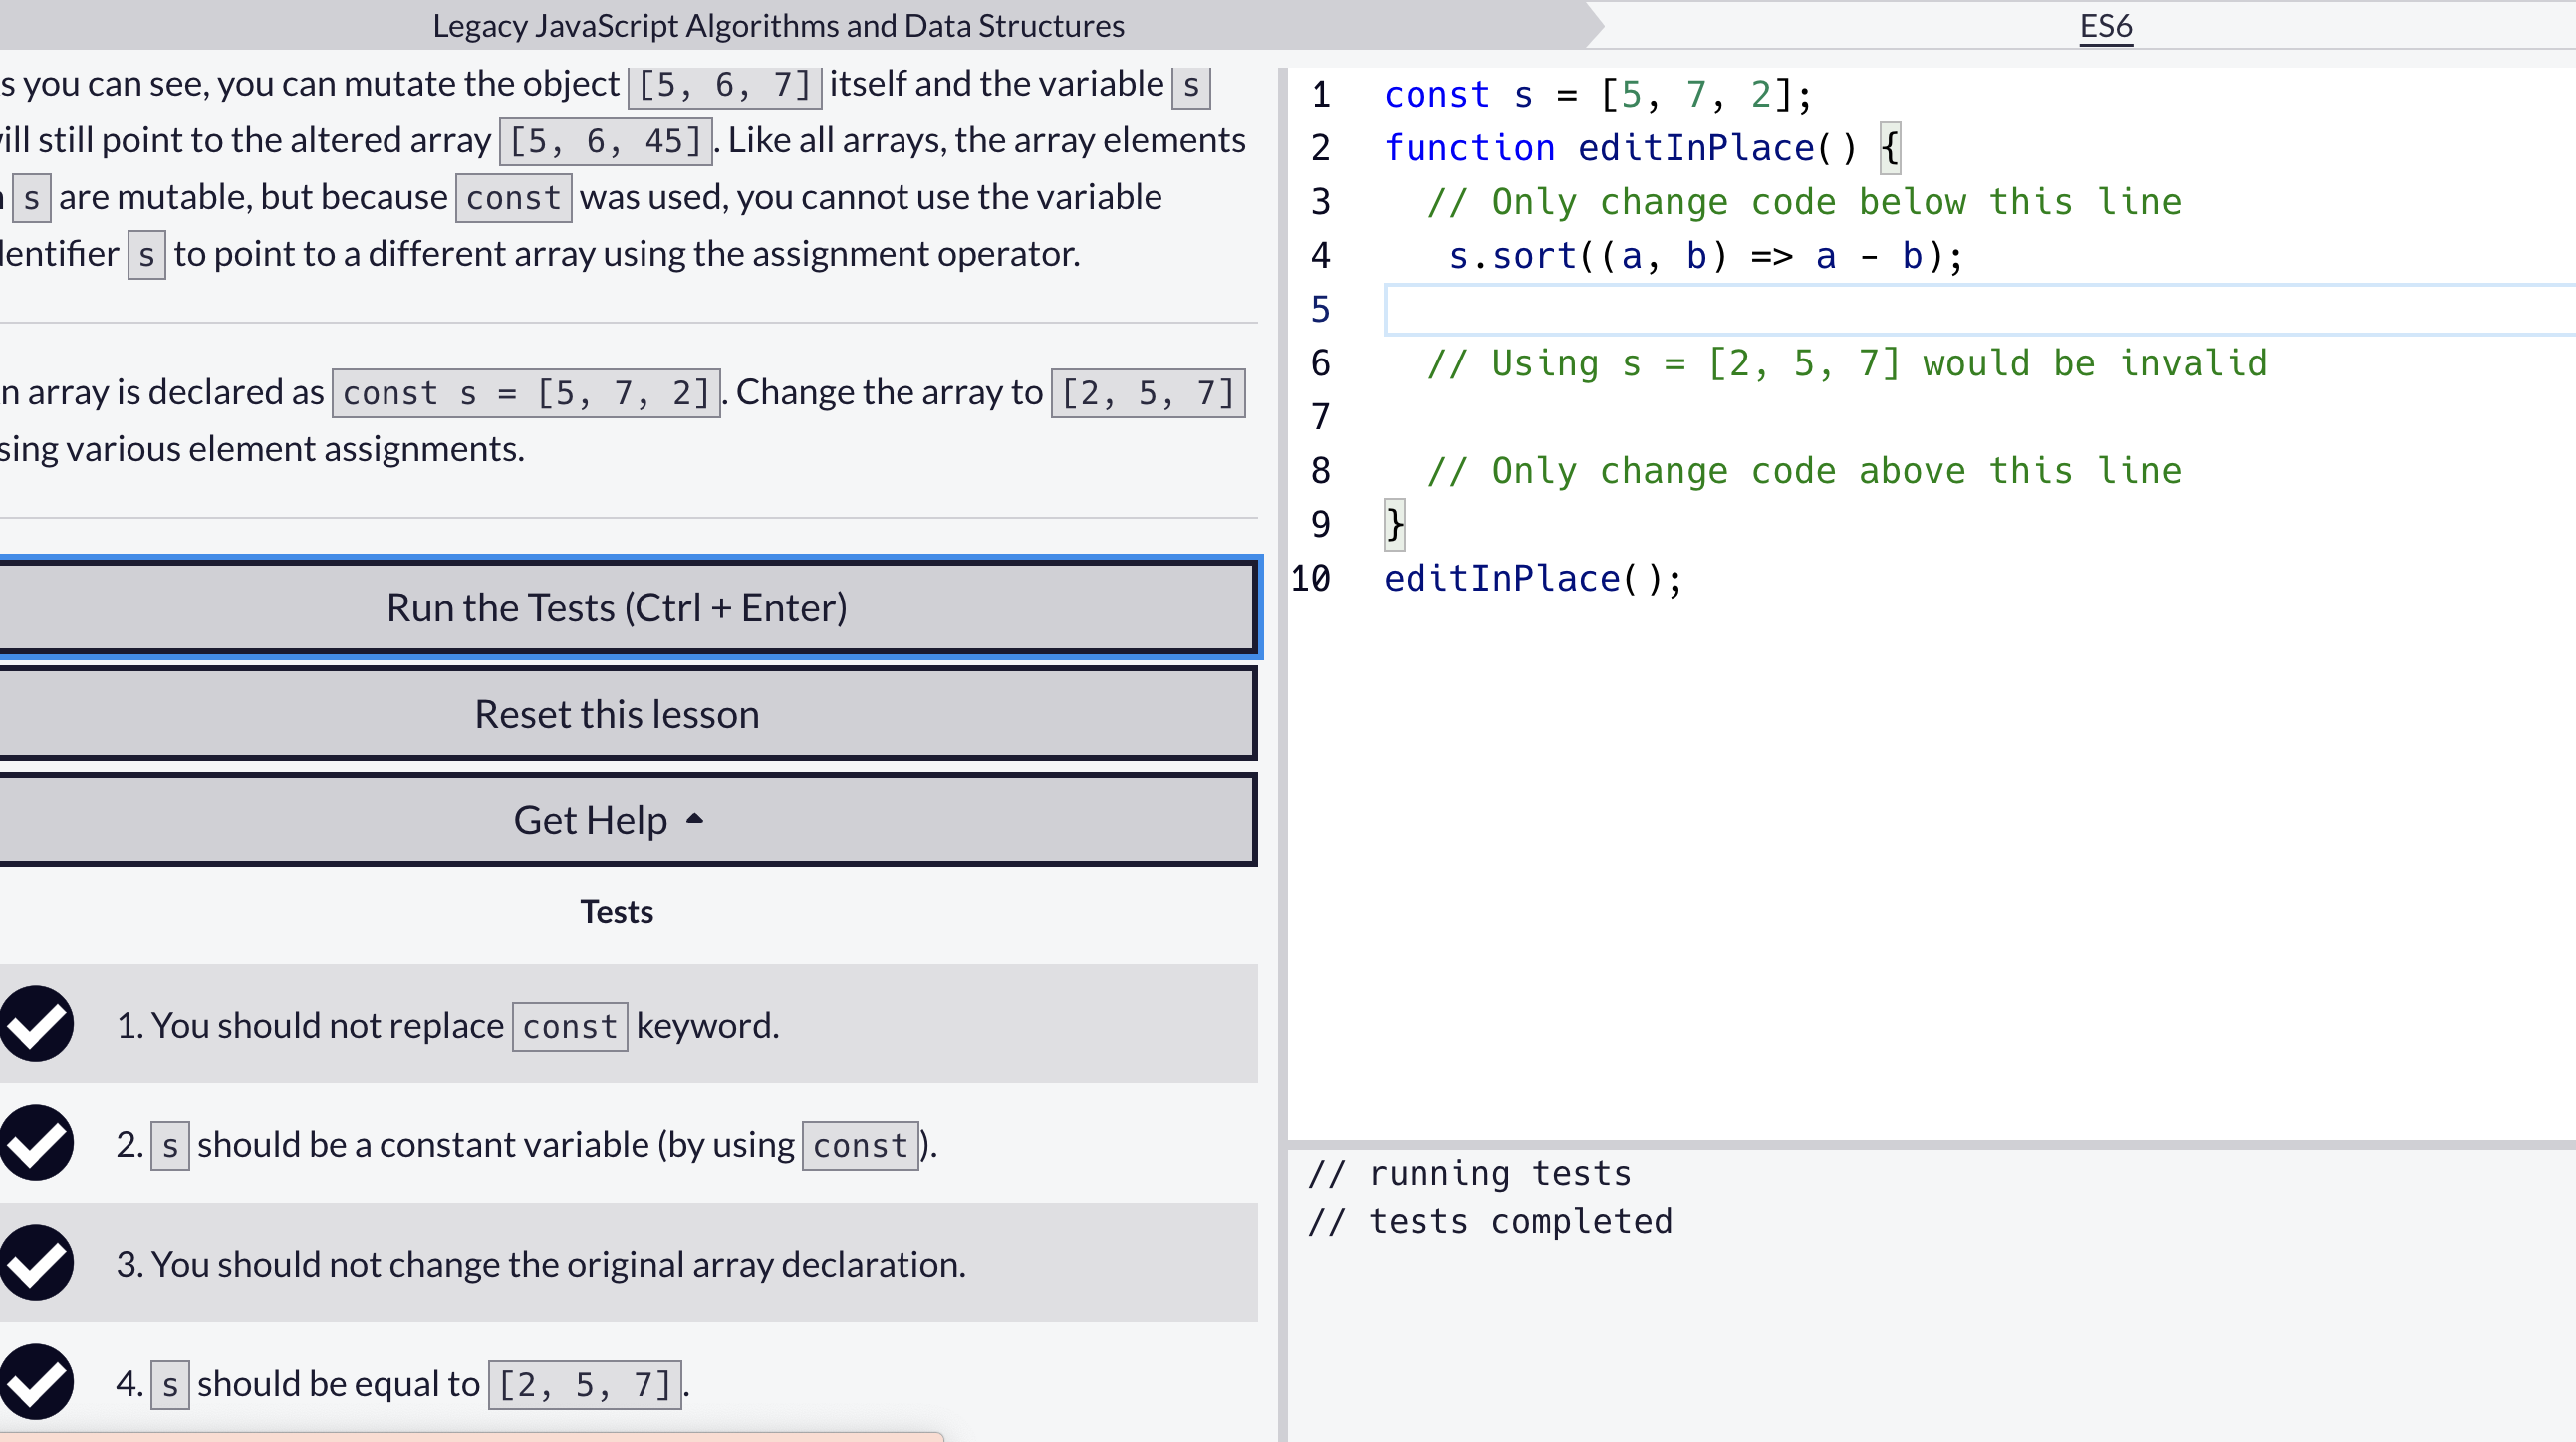 Legacy JavaScript Algorithms and Data Structures
ES6
s you can see, you can mutate the object [5, 6, 7] itself and the variable s
ill still point to the altered array [5, 6, 45]. Like all arrays, the array elements
s are mutable, but because const was used, you cannot use the variable
entifier s to point to a different array using the assignment operator.
n array is declared as const s = [5, 7, 2]. Change the array to [2, 5, 7]
sing various element assignments.
Run the Tests (Ctrl + Enter)
Reset this lesson
Get Help
Tests
1. You should not replace const keyword.
2. s should be a constant variable (by using const).
3. You should not change the original array declaration.
4. s should be equal to [2, 5, 7].
1 const s = [5, 7, 2];
2 function editInPlace() {
3 // Only change code below this line
4 s.sort((a, b) => a - b);
5
6 // Using s = [2, 5, 7] would be invalid
7
8 // Only change code above this line
9 }
10 editInPlace();
// running tests
// tests completed